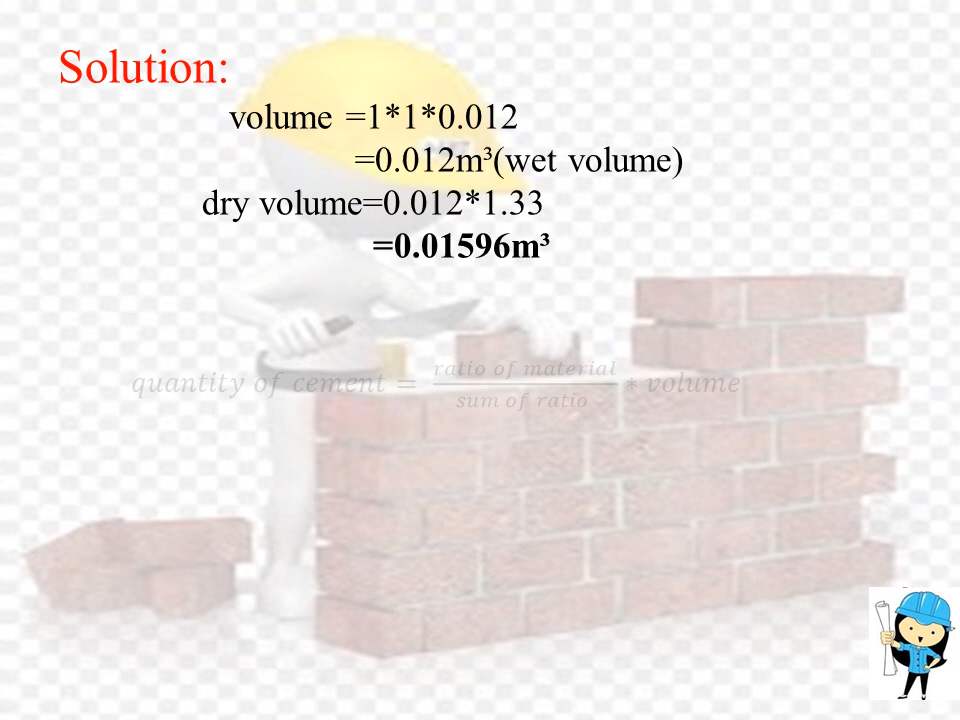 Solution:
volume =1*1*0.012
=0.012m³(wet volume)
dry volume=0.012*1.33
=0.01596m³
quantity of cement = ratio of material / sum of ratio * volume